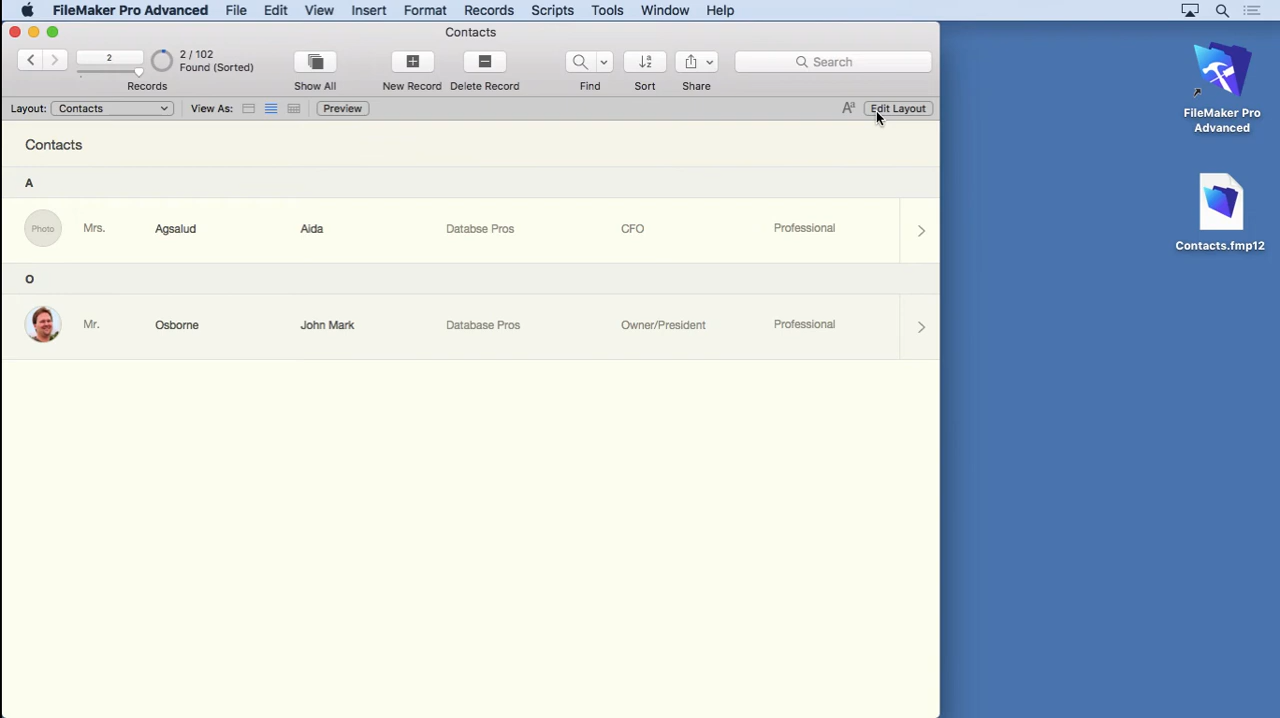 FileMaker Pro Advanced File Edit View Insert Format Records Scripts Tools Window Help
Contacts
2
2 / 102
Found (Sorted)
Records
Show All
New Record
Delete Record
Find
Sort
Share
Search
Layout: Contacts
View As:
Preview
Aa
Edit Layout
Contacts
A
Photo Mrs. Agsalud Aida Databse Pros CFO Professional
O
Mr. Osborne John Mark Database Pros Owner/President Professional
FileMaker Pro
Advanced
Contacts.fmp12